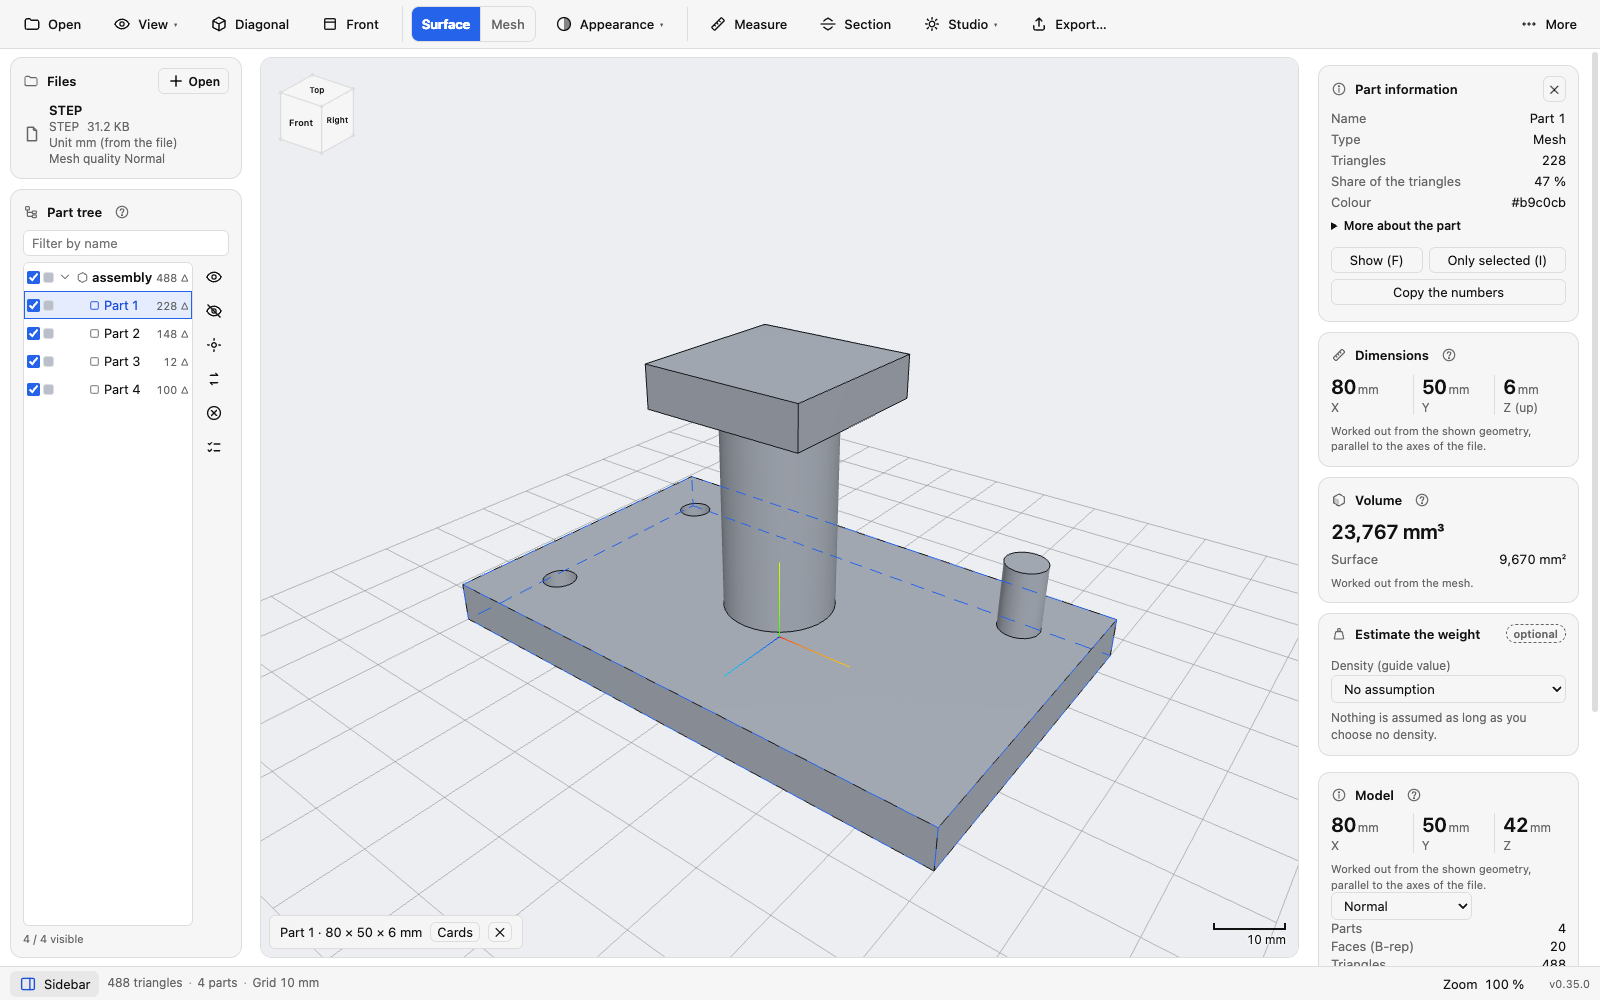 Open View Diagonal Front Surface Mesh Appearance Measure Section Studio Export... More
Files
Open
STEP
STEP 31.2 KB
Unit mm (from the file)
Mesh quality Normal
Part tree
Filter by name
assembly 488 Δ
Part 1 228 Δ
Part 2 148 Δ
Part 3 12 Δ
Part 4 100 Δ
4 / 4 visible
Top
Front
Right
Part 1 · 80 × 50 × 6 mm Cards
10 mm
Part information
Name Part 1
Type Mesh
Triangles 228
Share of the triangles 47 %
Colour #b9c0cb
More about the part
Show (F) Only selected (I)
Copy the numbers
Dimensions
80 mm 50 mm 6 mm
X Y Z (up)
Worked out from the shown geometry,
parallel to the axes of the file.
Volume
23,767 mm³
Surface 9,670 mm²
Worked out from the mesh.
Estimate the weight optional
Density (guide value)
No assumption
Nothing is assumed as long as you
choose no density.
Model
80 mm 50 mm 42 mm
X Y Z
Worked out from the shown geometry,
parallel to the axes of the file.
Normal
Parts 4
Faces (B-rep) 20
Triangles 488
Sidebar 488 triangles · 4 parts · Grid 10 mm
Zoom 100 % v0.35.0